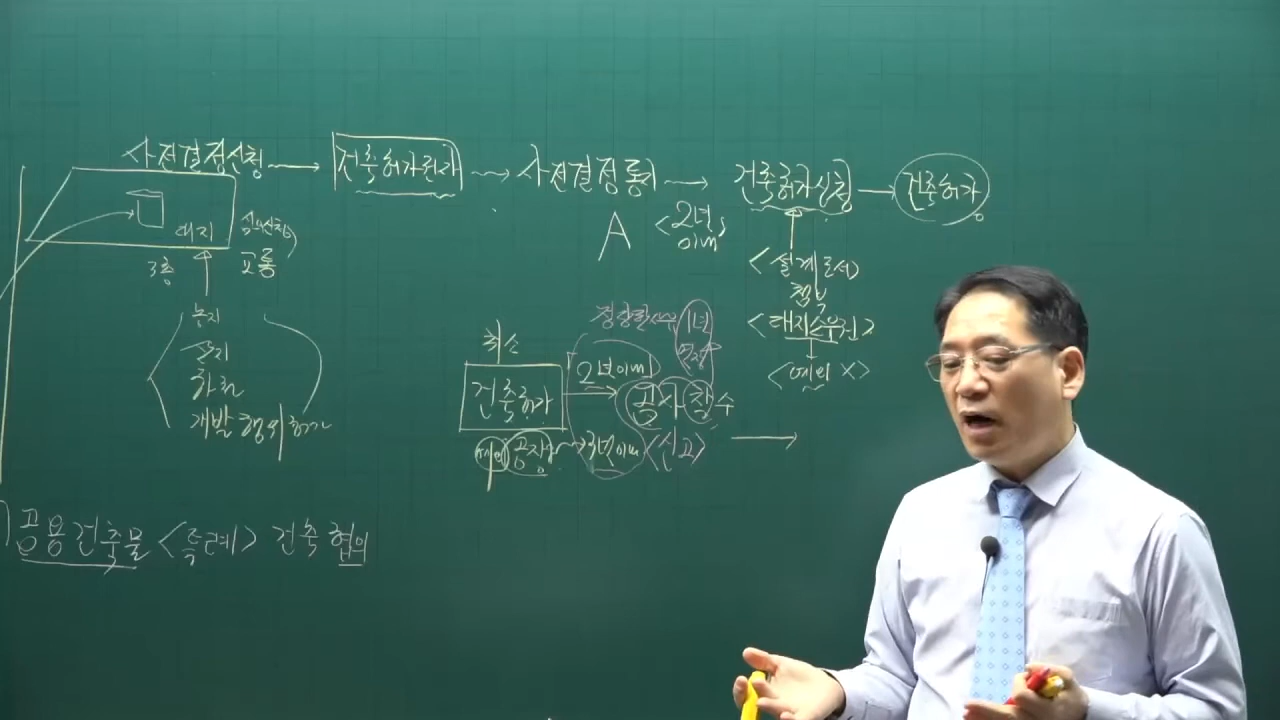 사전결정신청 → 건축허가권자 → 사전결정통지 → 건축허가신청 → 건축허가
대지
3층
교통
농지
산지
하천
개발행위허가
A
<2년
이내>
<설계도서>
첨부
<대지소유권>
<예외 X>
취소
건축허가
2년이내
공사착수
1년
연장
예외 공장 → 3년이내
<신고>
공용건축물 <특례> 건축 협의